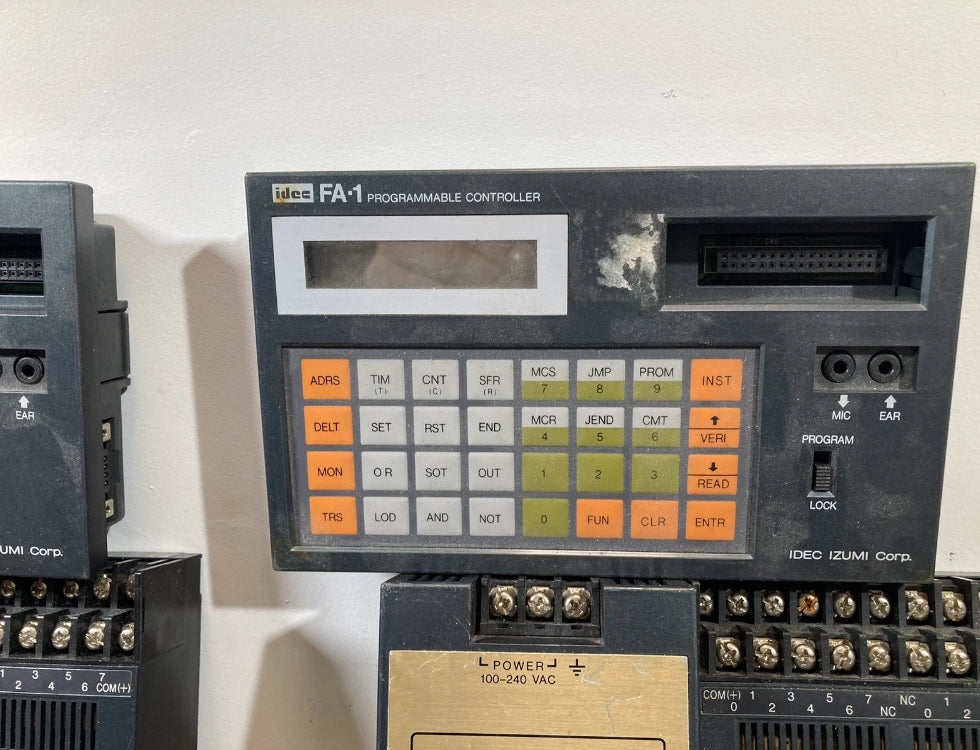 idec FA-1 PROGRAMMABLE CONTROLLER
CN5
ADRS TIM (T) CNT (C) SFR (R) MCS 7 JMP 8 PROM 9 INST
DELT SET RST END MCR 4 JEND 5 CMT 6 ↑ VERI
MON OR SOT OUT 1 2 3 ↓ READ
TRS LOD AND NOT 0 FUN CLR ENTR
MIC EAR
PROGRAM
LOCK
IDEC IZUMI Corp.
EAR
UMI Corp.
POWER
100-240 VAC
1 3 5 7
2 4 6 COM(+)
COM(+) 1 3 5 7 NC 1
0 2 4 6 NC 0 2